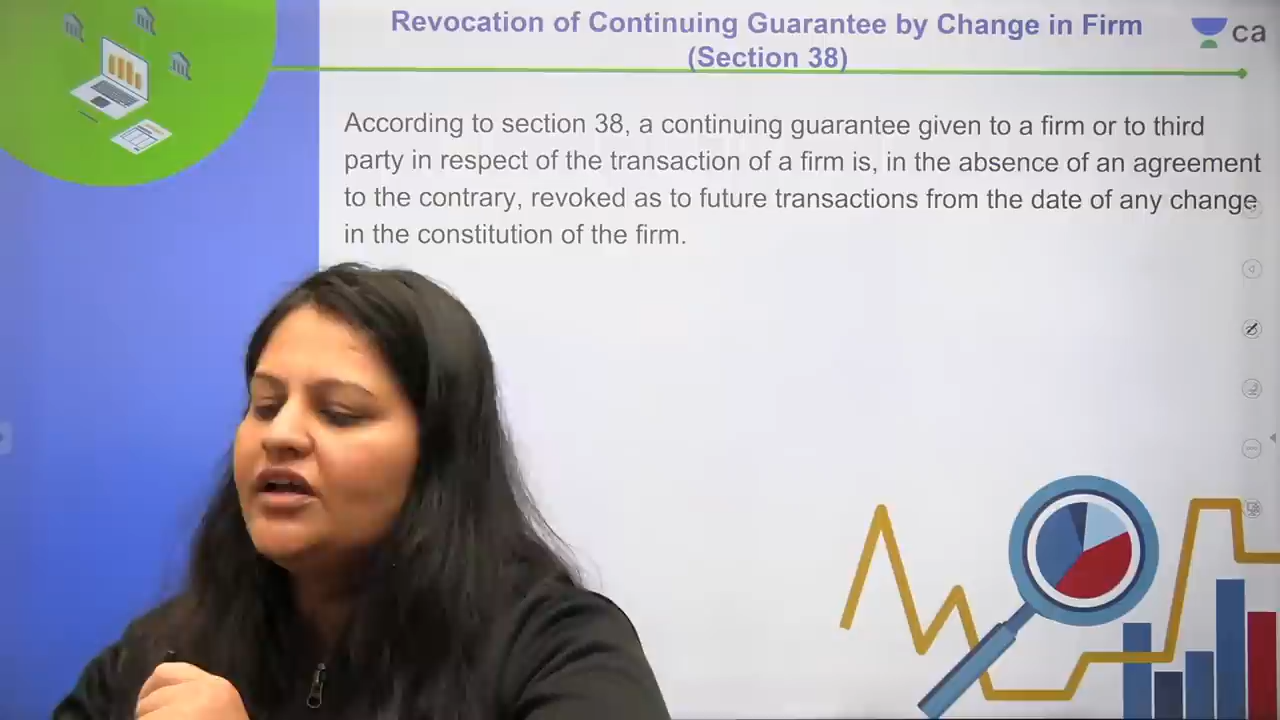 Revocation of Continuing Guarantee by Change in Firm
(Section 38)
ca
According to section 38, a continuing guarantee given to a firm or to third
party in respect of the transaction of a firm is, in the absence of an agreement
to the contrary, revoked as to future transactions from the date of any change
in the constitution of the firm.